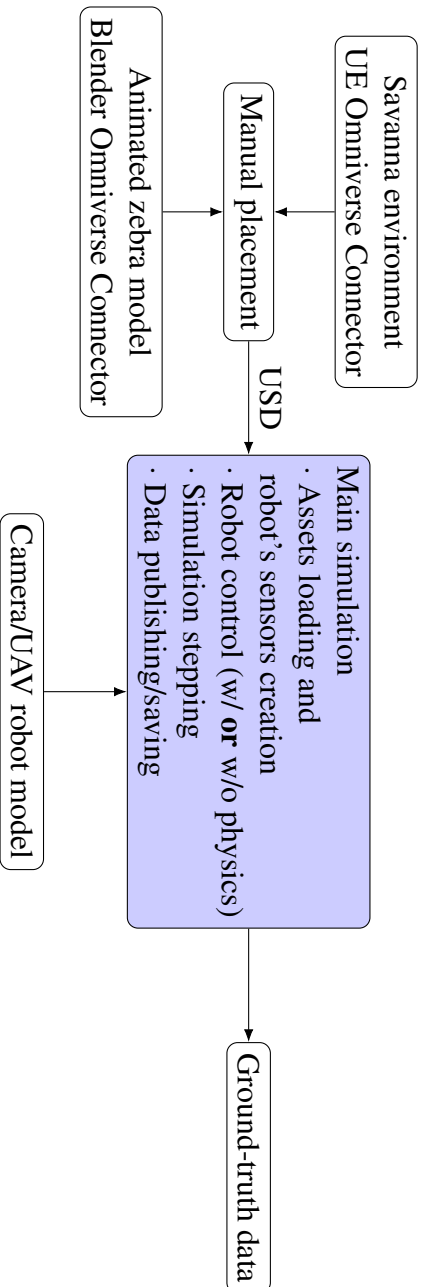 Savanna environment
UE Omniverse Connector
Manual placement
Animated zebra model
Blender Omniverse Connector
USD
Main simulation
· Assets loading and
robot's sensors creation
· Robot control (w/ or w/o physics)
· Simulation stepping
· Data publishing/saving
Camera/UAV robot model
Ground-truth data